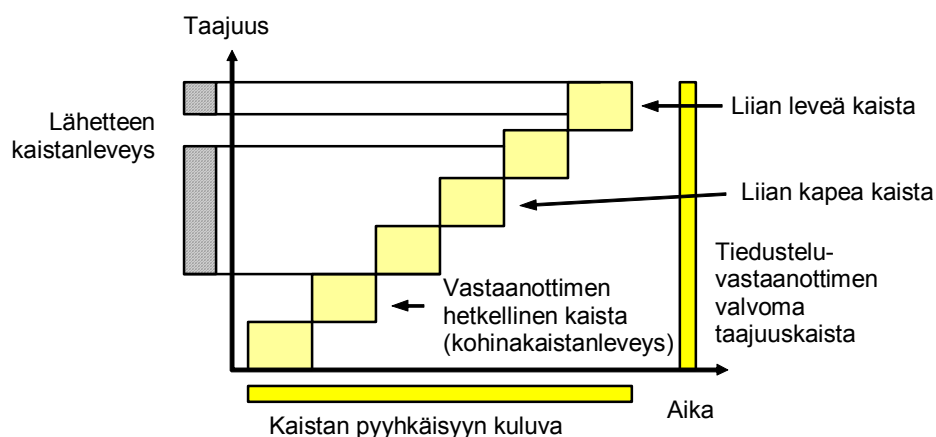 Taajuus
Lähetteen
kaistanleveys
Liian leveä kaista
Liian kapea kaista
Tiedustelu-
vastaanottimen
valvoma
taajuuskaista
Vastaanottimen
hetkellinen kaista
(kohinakaistanleveys)
Aika
Kaistan pyyhkäisyyn kuluva